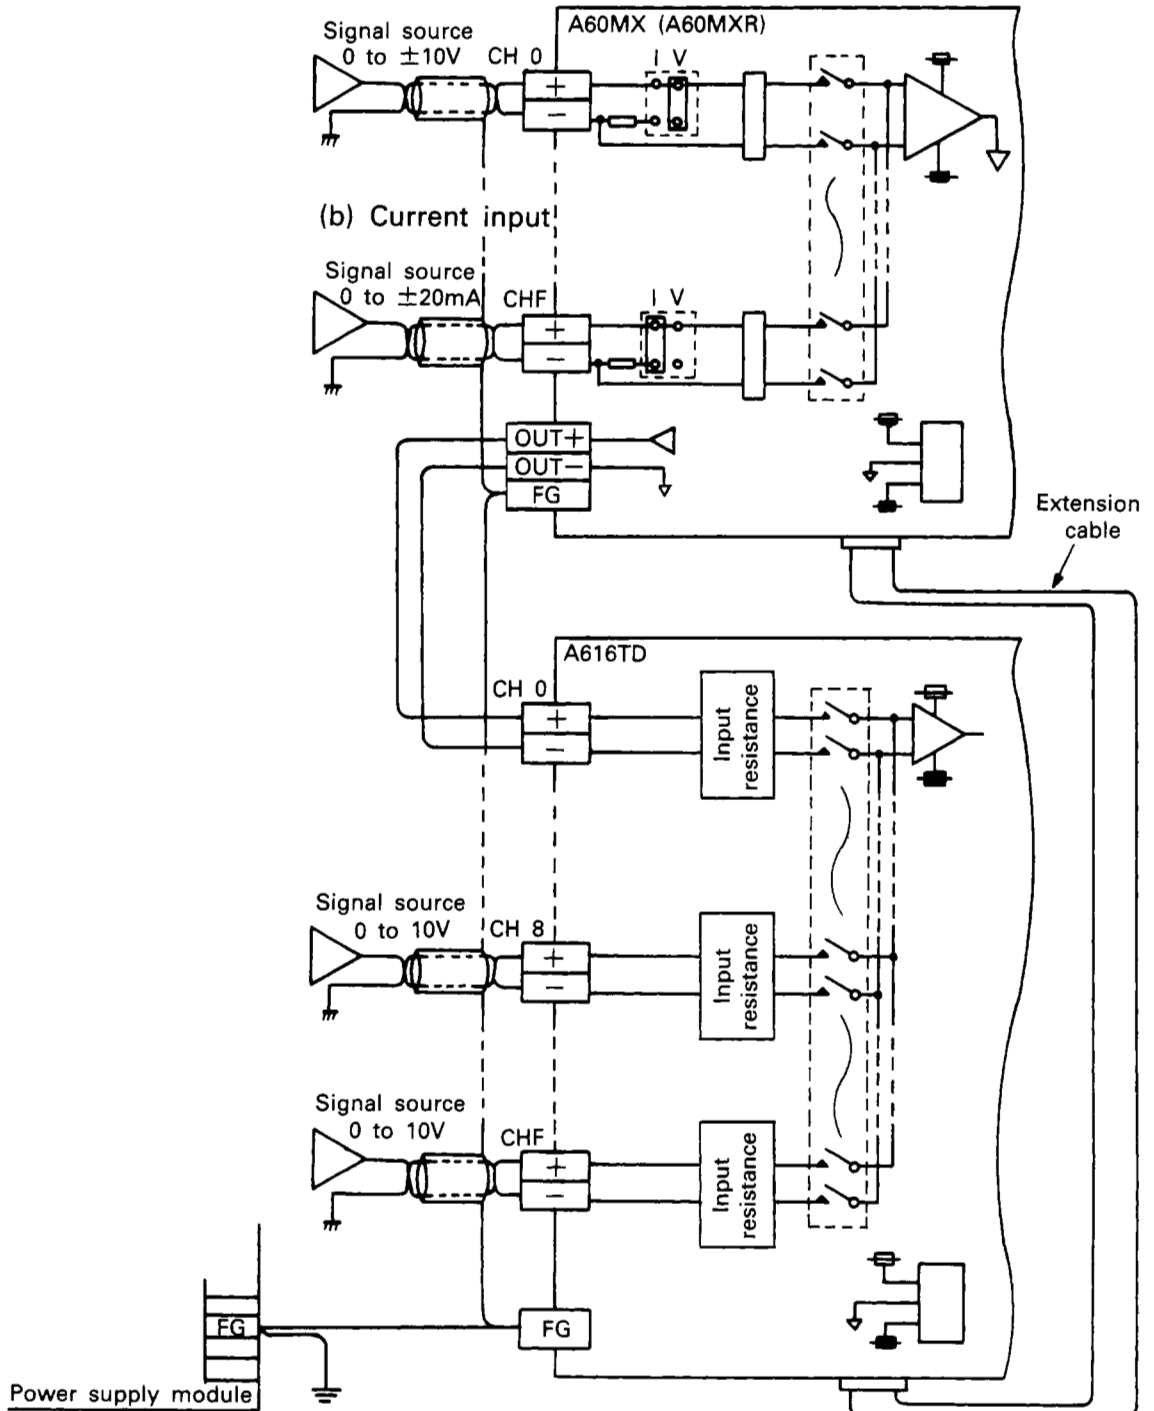 A60MX (A60MXR)
Signal source
0 to ±10V
CH 0
I V
+
−
(b) Current input
Signal source
0 to ±20mA
CHF
I V
+
−
OUT+
OUT−
FG
Extension
cable
A616TD
CH 0
+
−
Input
resistance
Signal source
0 to 10V
CH 8
+
−
Input
resistance
Signal source
0 to 10V
CHF
+
−
Input
resistance
FG
FG
Power supply module